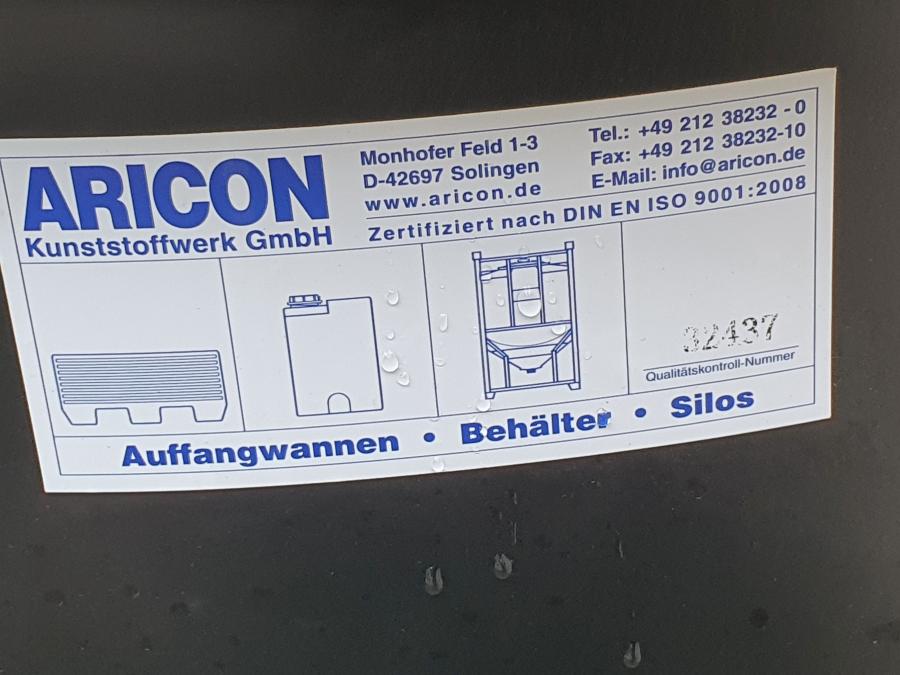 ARICON
Kunststoffwerk GmbH
Monhofer Feld 1-3
D-42697 Solingen
www.aricon.de
Tel.: +49 212 38232 - 0
Fax: +49 212 38232-10
E-Mail: info@aricon.de
Zertifiziert nach DIN EN ISO 9001:2008
32437
Qualitätskontroll-Nummer
Auffangwannen • Behälter • Silos